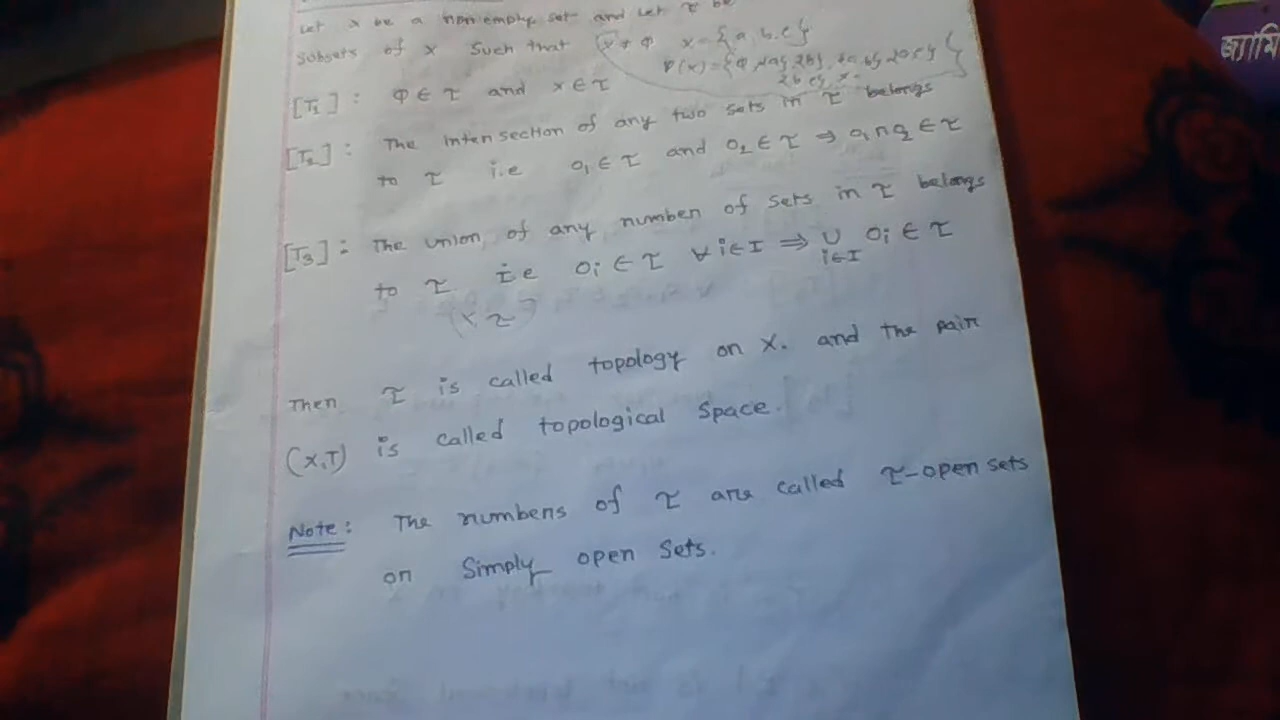 Let x be a non empty set and let τ be
subsets of x such that x ≠ φ x = {a, b, c}
P(x) = {φ, {a}, {b}, {a, b}, {a, c}
{b, c}, x }
[T₁] : φ ∈ τ and x ∈ τ
[T₂] : The intersection of any two sets in τ belongs
to τ i.e O₁ ∈ τ and O₂ ∈ τ ⇒ O₁ ∩ O₂ ∈ τ
[T₃] : The union of any number of sets in τ belongs
to τ i.e Oᵢ ∈ τ ∀ i∈I ⇒ ∪ Oᵢ ∈ τ
i∈I
(x τ)
Then τ is called topology on X. and the pair
(X,T) is called topological space.
Note: The numbers of τ are called τ-open sets
or simply open sets.